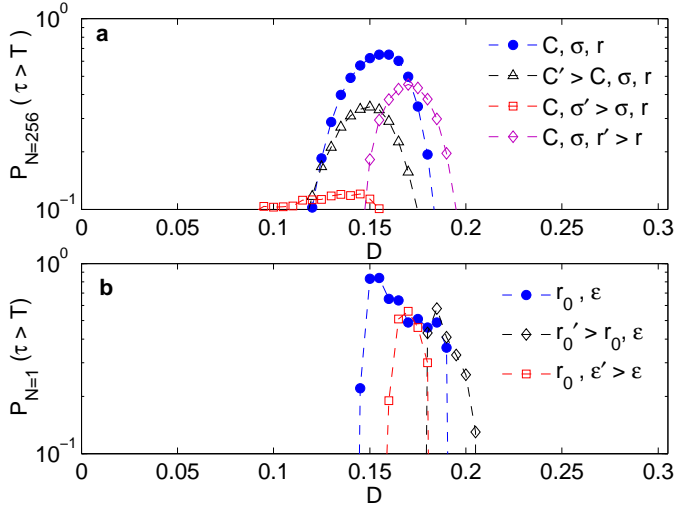 a
P_{N=256} ( τ > T )
10^0
10^{-1}
C, σ, r
C′ > C, σ, r
C, σ′ > σ, r
C, σ, r′ > r
0 0.05 0.1 0.15 0.2 0.25 0.3
D
b
P_{N=1} ( τ > T )
10^0
10^{-1}
r_0 , ε
r_0′ > r_0, ε
r_0 , ε′ > ε
0 0.05 0.1 0.15 0.2 0.25 0.3
D